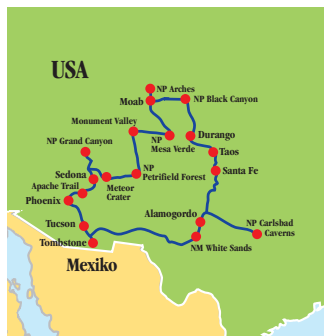 USA
NP Arches
Moab
NP Black Canyon
Monument Valley
NP
Mesa Verde
Durango
NP Grand Canyon
Taos
NP
Petrifield Forest
Santa Fe
Sedona
Meteor
Crater
Apache Trail
Phoenix
Alamogordo
NP Carlsbad
Caverns
Tucson
Tombstone
NM White Sands
Mexiko